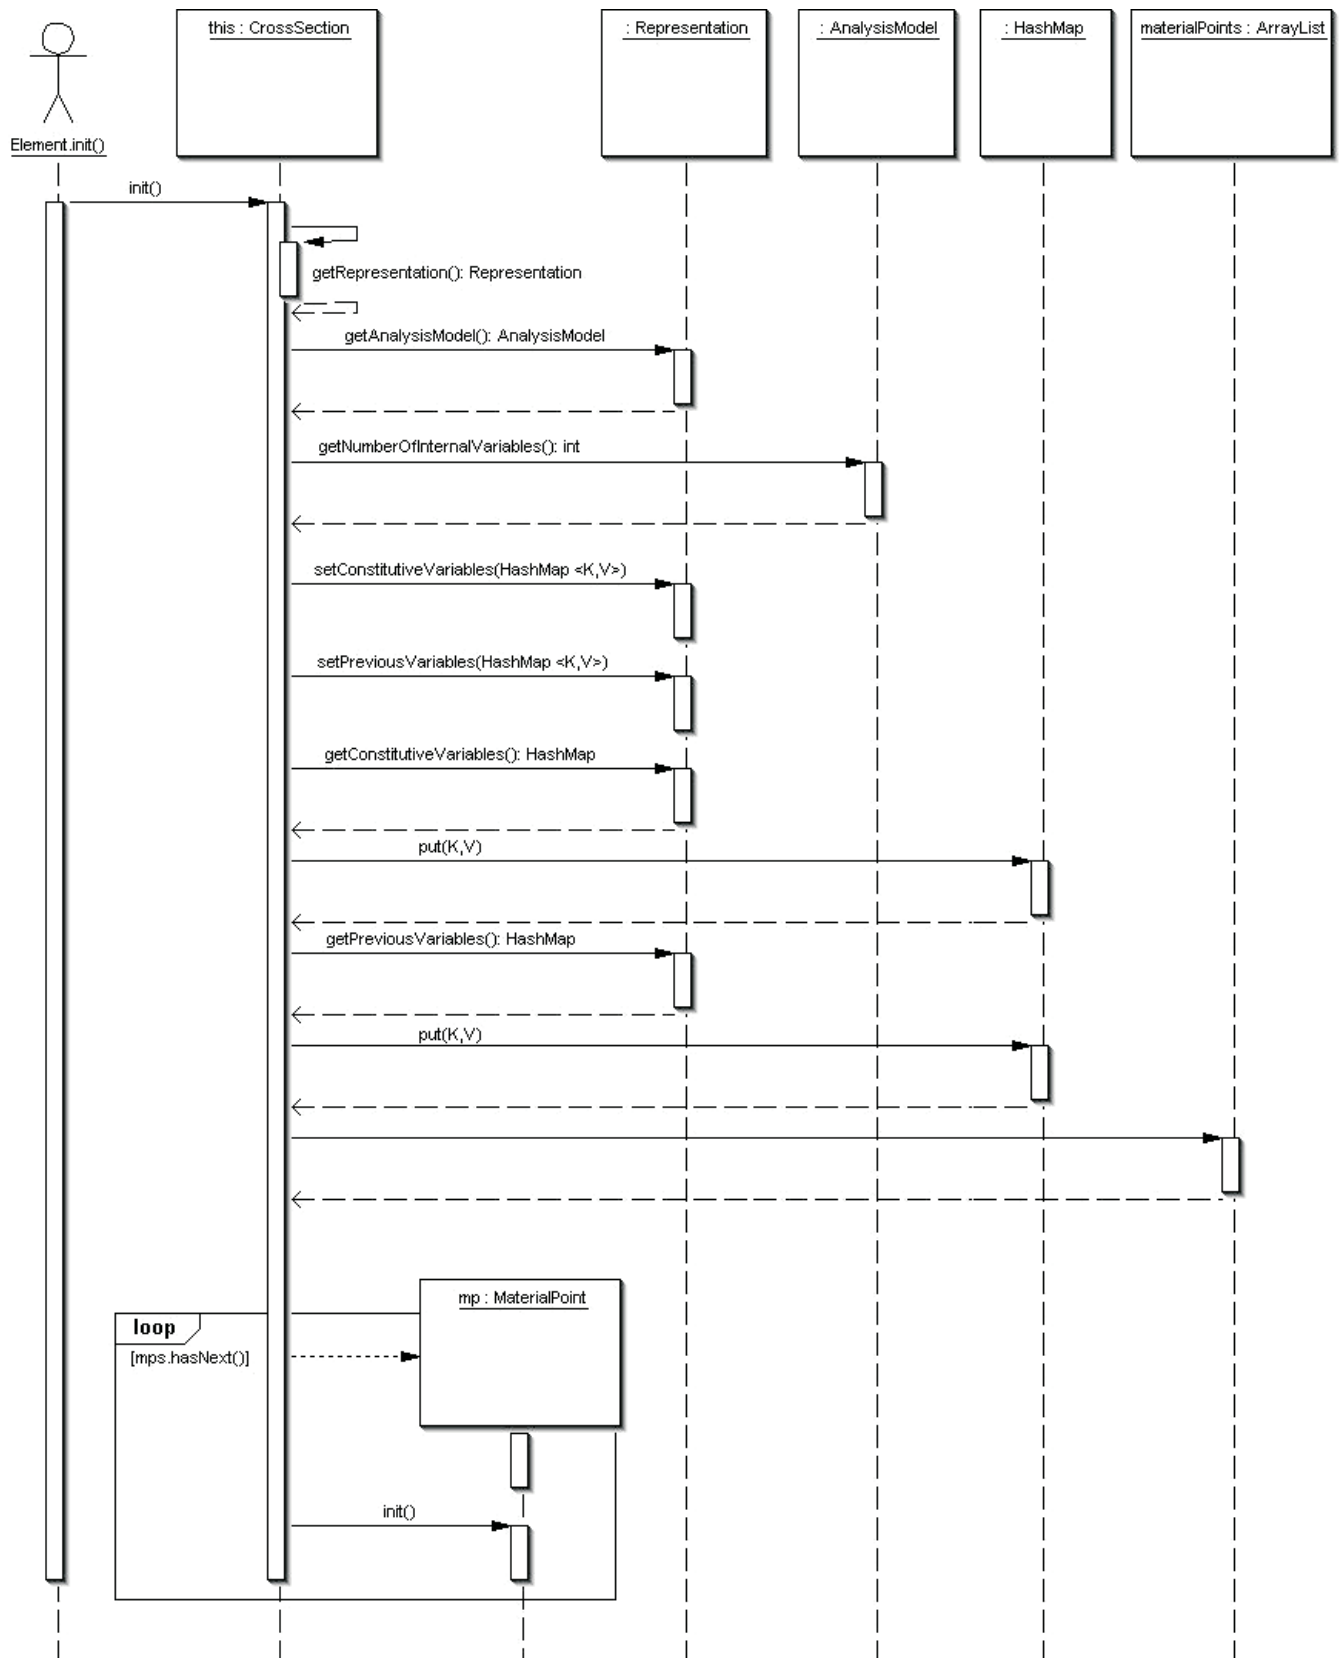 this : CrossSection
: Representation
: AnalysisModel
: HashMap
materialPoints : ArrayList
Element.init()
init()
getRepresentation(): Representation
getAnalysisModel(): AnalysisModel
getNumberOfInternalVariables(): int
setConstitutiveVariables(HashMap <K,V>)
setPreviousVariables(HashMap <K,V>)
getConstitutiveVariables(): HashMap
put(K,V)
getPreviousVariables(): HashMap
put(K,V)
mp : MaterialPoint
loop
[mps.hasNext()]
init()